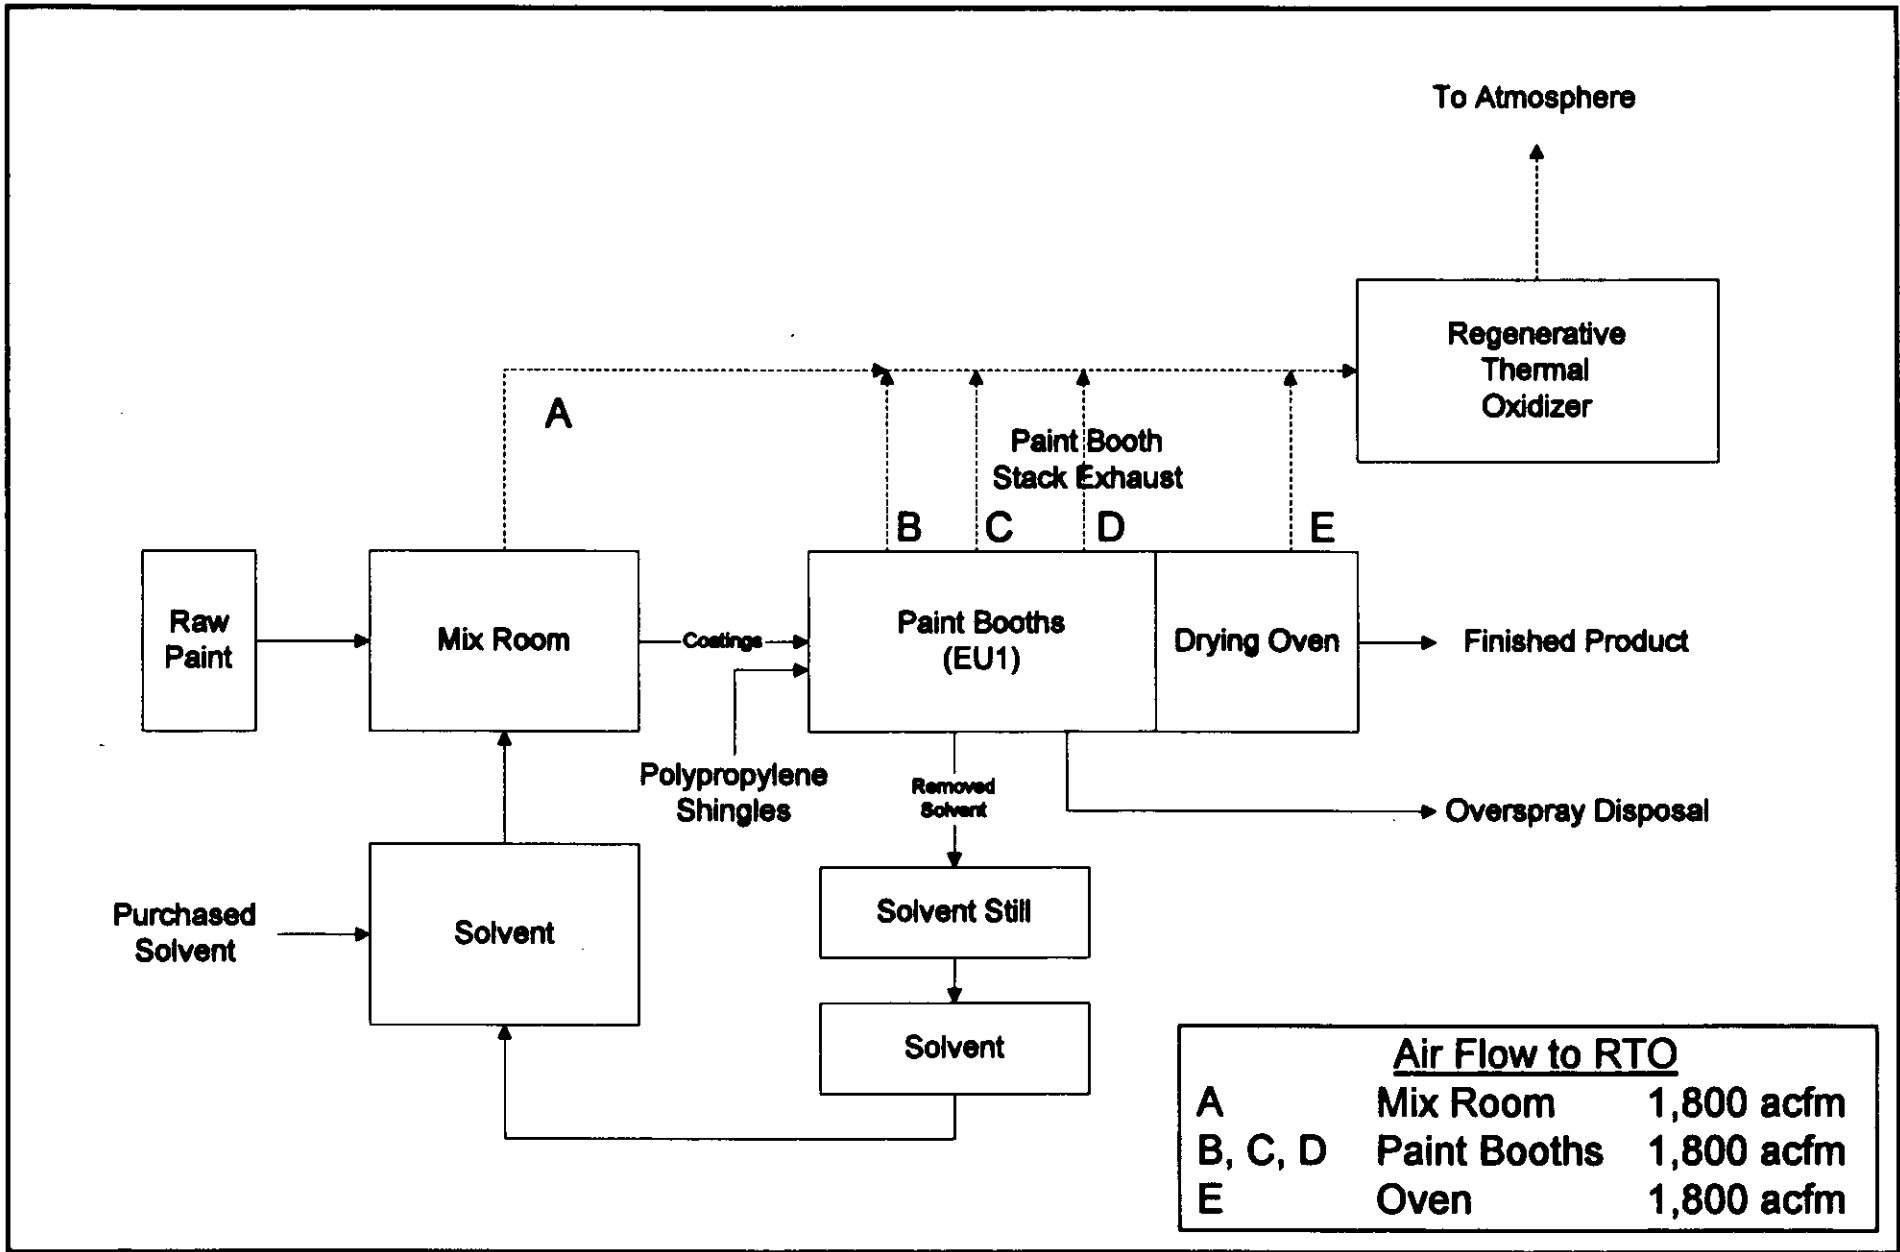 To Atmosphere
Regenerative
Thermal
Oxidizer
A
Paint Booth
Stack Exhaust
B
C
D
E
Raw
Paint
Mix Room
Coatings
Paint Booths
(EU1)
Drying Oven
Finished Product
Polypropylene
Shingles
Removed
Solvent
Overspray Disposal
Purchased
Solvent
Solvent
Solvent Still
Solvent
Air Flow to RTO
A Mix Room 1,800 acfm
B, C, D Paint Booths 1,800 acfm
E Oven 1,800 acfm